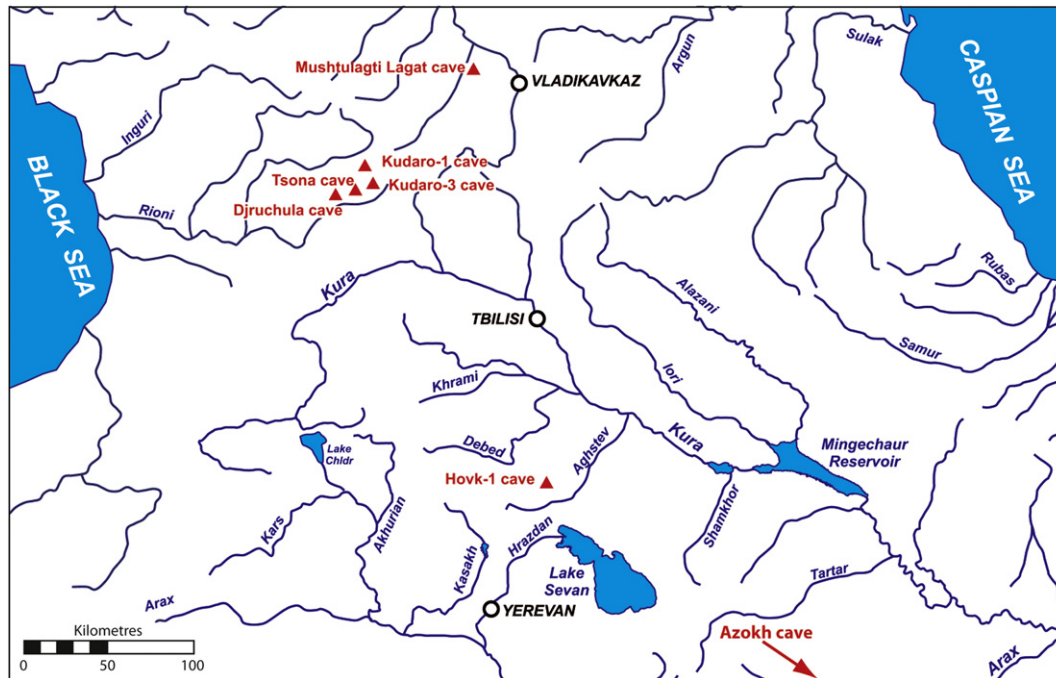 Sulak
Argun
CASPIAN SEA
Mushtulagti Lagat cave
VLADIKAVKAZ
Inguri
BLACK SEA
Kudaro-1 cave
Tsona cave
Kudaro-3 cave
Djruchula cave
Rioni
Rubas
Kura
Alazani
TBILISI
Samur
Iori
Khrami
Kura
Mingechaur
Reservoir
Debed
Aghstev
Lake
Chldr
Hovk-1 cave
Shamkhor
Kars
Akhurian
Kasakh
Hrazdan
Lake
Sevan
Tartar
Arax
YEREVAN
Azokh cave
Arax
Kilometres
0 50 100